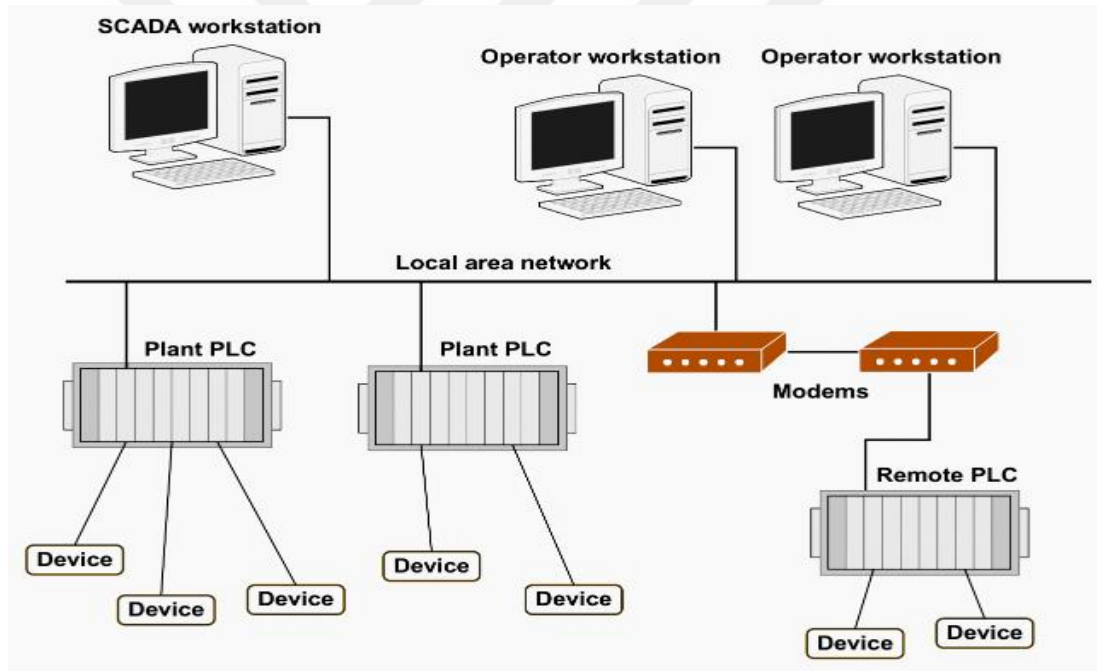 SCADA workstation
Operator workstation
Operator workstation
Local area network
Plant PLC
Plant PLC
Modems
Remote PLC
Device
Device
Device
Device
Device
Device
Device